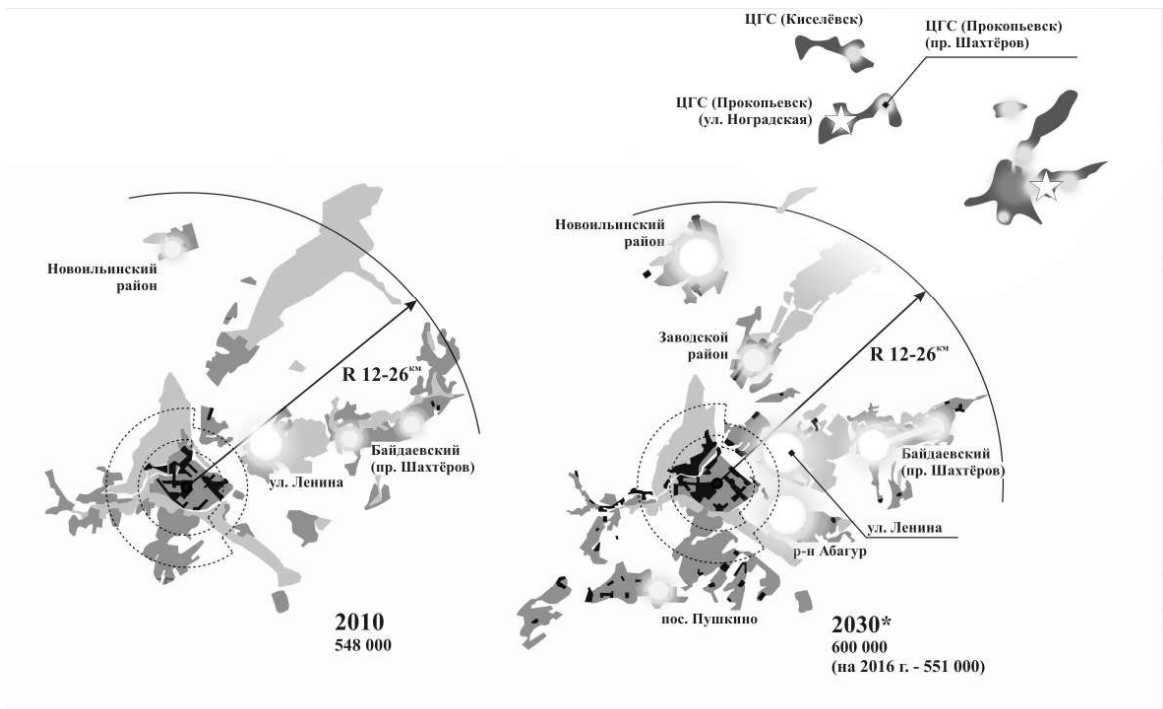 ЦГС (Киселёвск)
ЦГС (Прокопьевск)
(пр. Шахтёров)
ЦГС (Прокопьевск)
(ул. Ноградская)
Новоильинский
район
R 12-26км
Байдаевский
(пр. Шахтёров)
ул. Ленина
2010
548 000
Новоильинский
район
Заводской
район
R 12-26км
Байдаевский
(пр. Шахтёров)
ул. Ленина
р-н Абагур
пос. Пушкино
2030*
600 000
(на 2016 г. - 551 000)